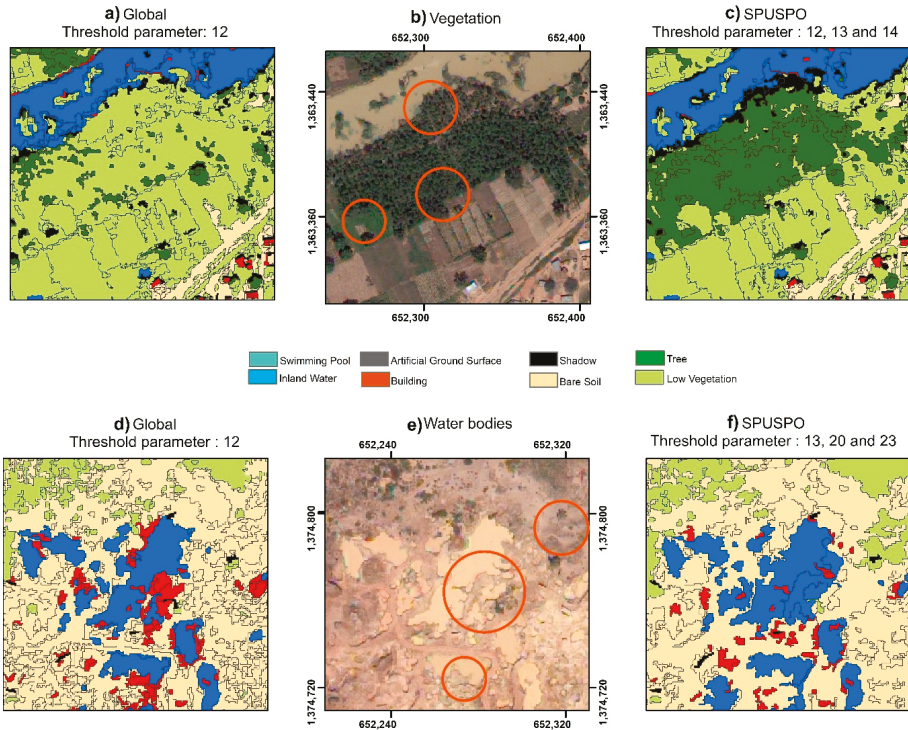 a) Global
Threshold parameter: 12
b) Vegetation
c) SPUSPO
Threshold parameter : 12, 13 and 14
652,300
652,400
1,363,440
1,363,440
1,363,360
1,363,360
652,300
652,400
Swimming Pool
Artificial Ground Surface
Shadow
Tree
Inland Water
Building
Bare Soil
Low Vegetation
d) Global
Threshold parameter : 12
e) Water bodies
f) SPUSPO
Threshold parameter : 13, 20 and 23
652,240
652,320
1,374,800
1,374,800
1,374,720
1,374,720
652,240
652,320